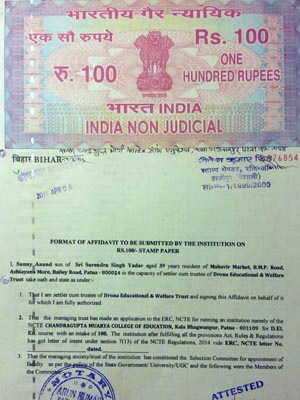 भारतीय गैर न्यायिक
एक सौ रुपये
Rs. 100
रु. 100
ONE
HUNDRED RUPEES
भारत INDIA
INDIA NON JUDICIAL
बिहार BIHAR
FORMAT OF AFFIDAVIT TO BE SUBMITTED BY THE INSTITUTION ON
RS.100/- STAMP PAPER
I, Sunny Anand son of Sri Surendra Singh Yadav aged 39 years resident of Mahavir Market, B.M.P. Road,
Ashiayana More, Bailey Road, Patna - 800014 in the capacity of settler cum trustee of Drona Educational & Welfare
Trust take oath and state as under:-
1. That I am settler cum trustee of Drona Educational & Welfare Trust and signing this Affidavit on behalf of it
for which I am fully authorized.
2. That the managing trust has made an application to the ERC, NCTE for running an institution namely the
NCTE CHANDRAGUPTA MUARYA COLLEGE OF EDUCATION, Kala Bhagwanpur, Patna - 801109 for D.El.
Ed. course with an intake of 100. The institution after fulfilling all the provisions Act, Rules & Regulations
has got letter of intent under section 7(13) of the NCTE Regulations, 2014 vide ERC, NCTE letter No.
dated
3. That the managing society/trust of the institution has constituted the Selection Committee for appointment of
faculty as per the policy of the State Government/University/UGC and the following were the Members of
the Committee
NOTARY
ATTESTED